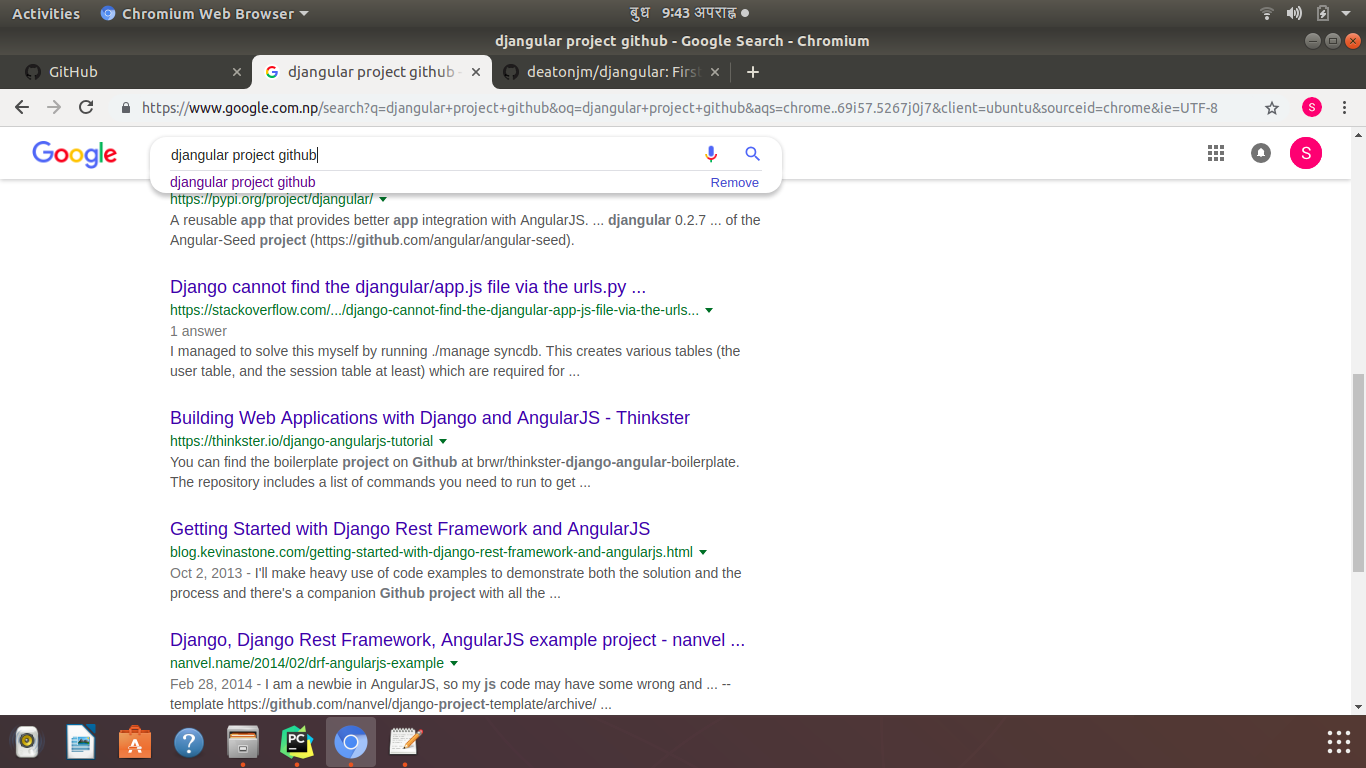 Activities Chromium Web Browser बुध 9:43 अपराह्न
djangular project github - Google Search - Chromium
GitHub djangular project github - deatonjm/djangular: Firs
https://www.google.com.np/search?q=djangular+project+github&oq=djangular+project+github&aqs=chrome..69i57.5267j0j7&client=ubuntu&sourceid=chrome&ie=UTF-8 S
Google djangular project github S
djangular project github Remove
https://pypi.org/project/djangular/
A reusable app that provides better app integration with AngularJS. ... djangular 0.2.7 ... of the
Angular-Seed project (https://github.com/angular/angular-seed).
Django cannot find the djangular/app.js file via the urls.py ...
https://stackoverflow.com/.../django-cannot-find-the-djangular-app-js-file-via-the-urls...
1 answer
I managed to solve this myself by running ./manage syncdb. This creates various tables (the
user table, and the session table at least) which are required for ...
Building Web Applications with Django and AngularJS - Thinkster
https://thinkster.io/django-angularjs-tutorial
You can find the boilerplate project on Github at brwr/thinkster-django-angular-boilerplate.
The repository includes a list of commands you need to run to get ...
Getting Started with Django Rest Framework and AngularJS
blog.kevinastone.com/getting-started-with-django-rest-framework-and-angularjs.html
Oct 2, 2013 - I'll make heavy use of code examples to demonstrate both the solution and the
process and there's a companion Github project with all the ...
Django, Django Rest Framework, AngularJS example project - nanvel ...
nanvel.name/2014/02/drf-angularjs-example
Feb 28, 2014 - I am a newbie in AngularJS, so my js code may have some wrong and ... --
template https://github.com/nanvel/django-project-template/archive/ ...
PC